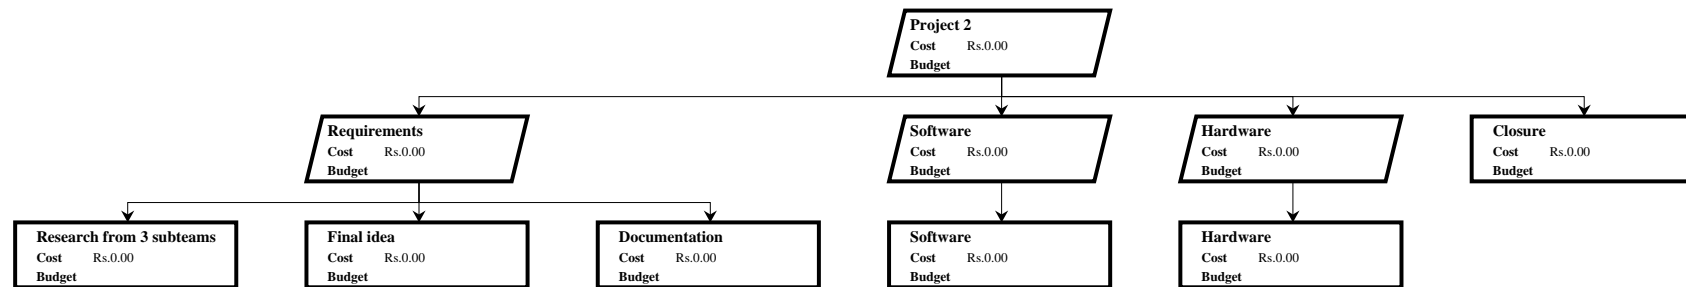 Project 2
Cost Rs.0.00
Budget
Requirements
Cost Rs.0.00
Budget
Software
Cost Rs.0.00
Budget
Hardware
Cost Rs.0.00
Budget
Closure
Cost Rs.0.00
Budget
Research from 3 subteams
Cost Rs.0.00
Budget
Final idea
Cost Rs.0.00
Budget
Documentation
Cost Rs.0.00
Budget
Software
Cost Rs.0.00
Budget
Hardware
Cost Rs.0.00
Budget